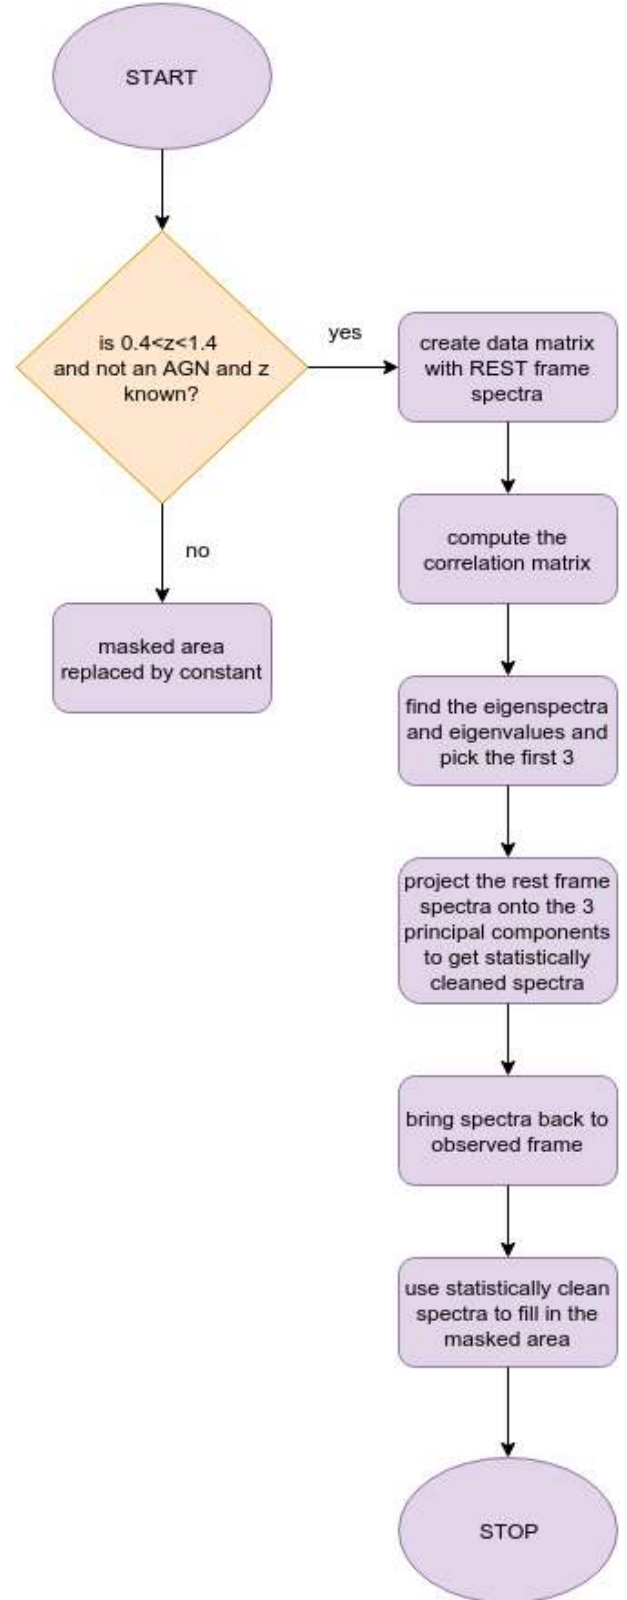 START
is 0.4<z<1.4
and not an AGN and z
known?
yes
create data matrix
with REST frame
spectra
no
masked area
replaced by constant
compute the
correlation matrix
find the eigenspectra
and eigenvalues and
pick the first 3
project the rest frame
spectra onto the 3
principal components
to get statistically
cleaned spectra
bring spectra back to
observed frame
use statistically clean
spectra to fill in the
masked area
STOP